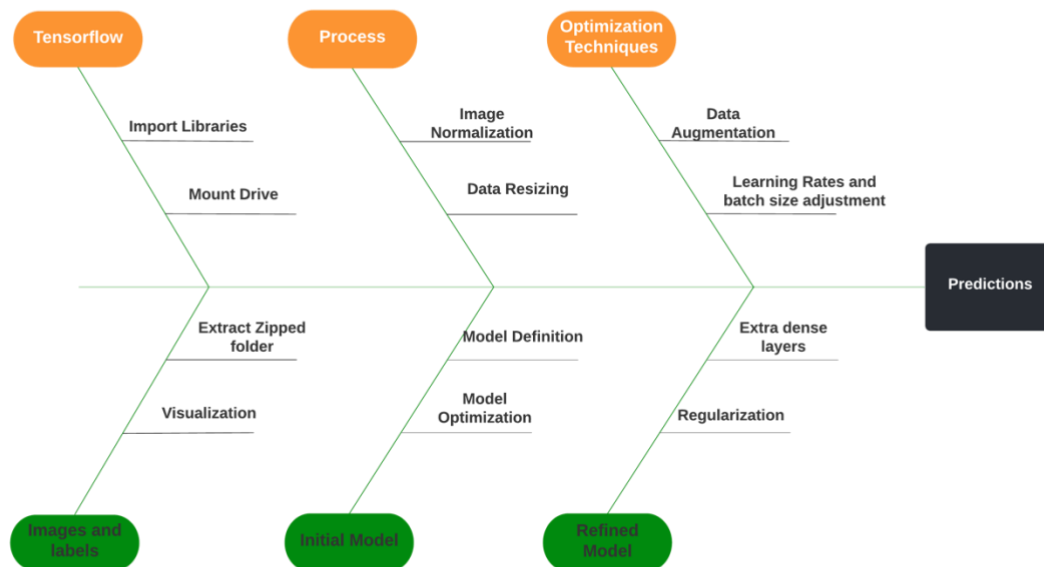 Tensorflow
Process
Optimization
Techniques
Import Libraries
Image
Normalization
Data
Augmentation
Mount Drive
Data Resizing
Learning Rates and
batch size adjustment
Predictions
Extract Zipped
folder
Model Definition
Extra dense
layers
Visualization
Model
Optimization
Regularization
Images and
labels
Initial Model
Refined
Model